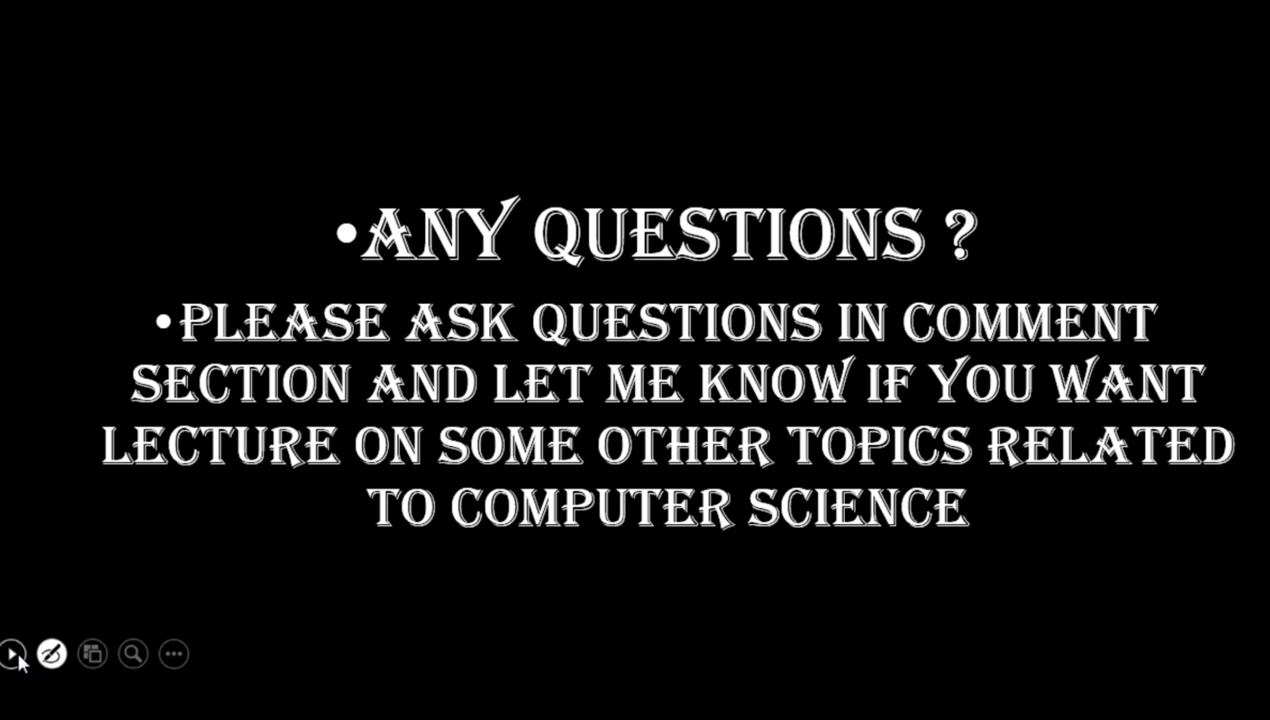 •ANY QUESTIONS ?
•PLEASE ASK QUESTIONS IN COMMENT
SECTION AND LET ME KNOW IF YOU WANT
LECTURE ON SOME OTHER TOPICS RELATED
TO COMPUTER SCIENCE